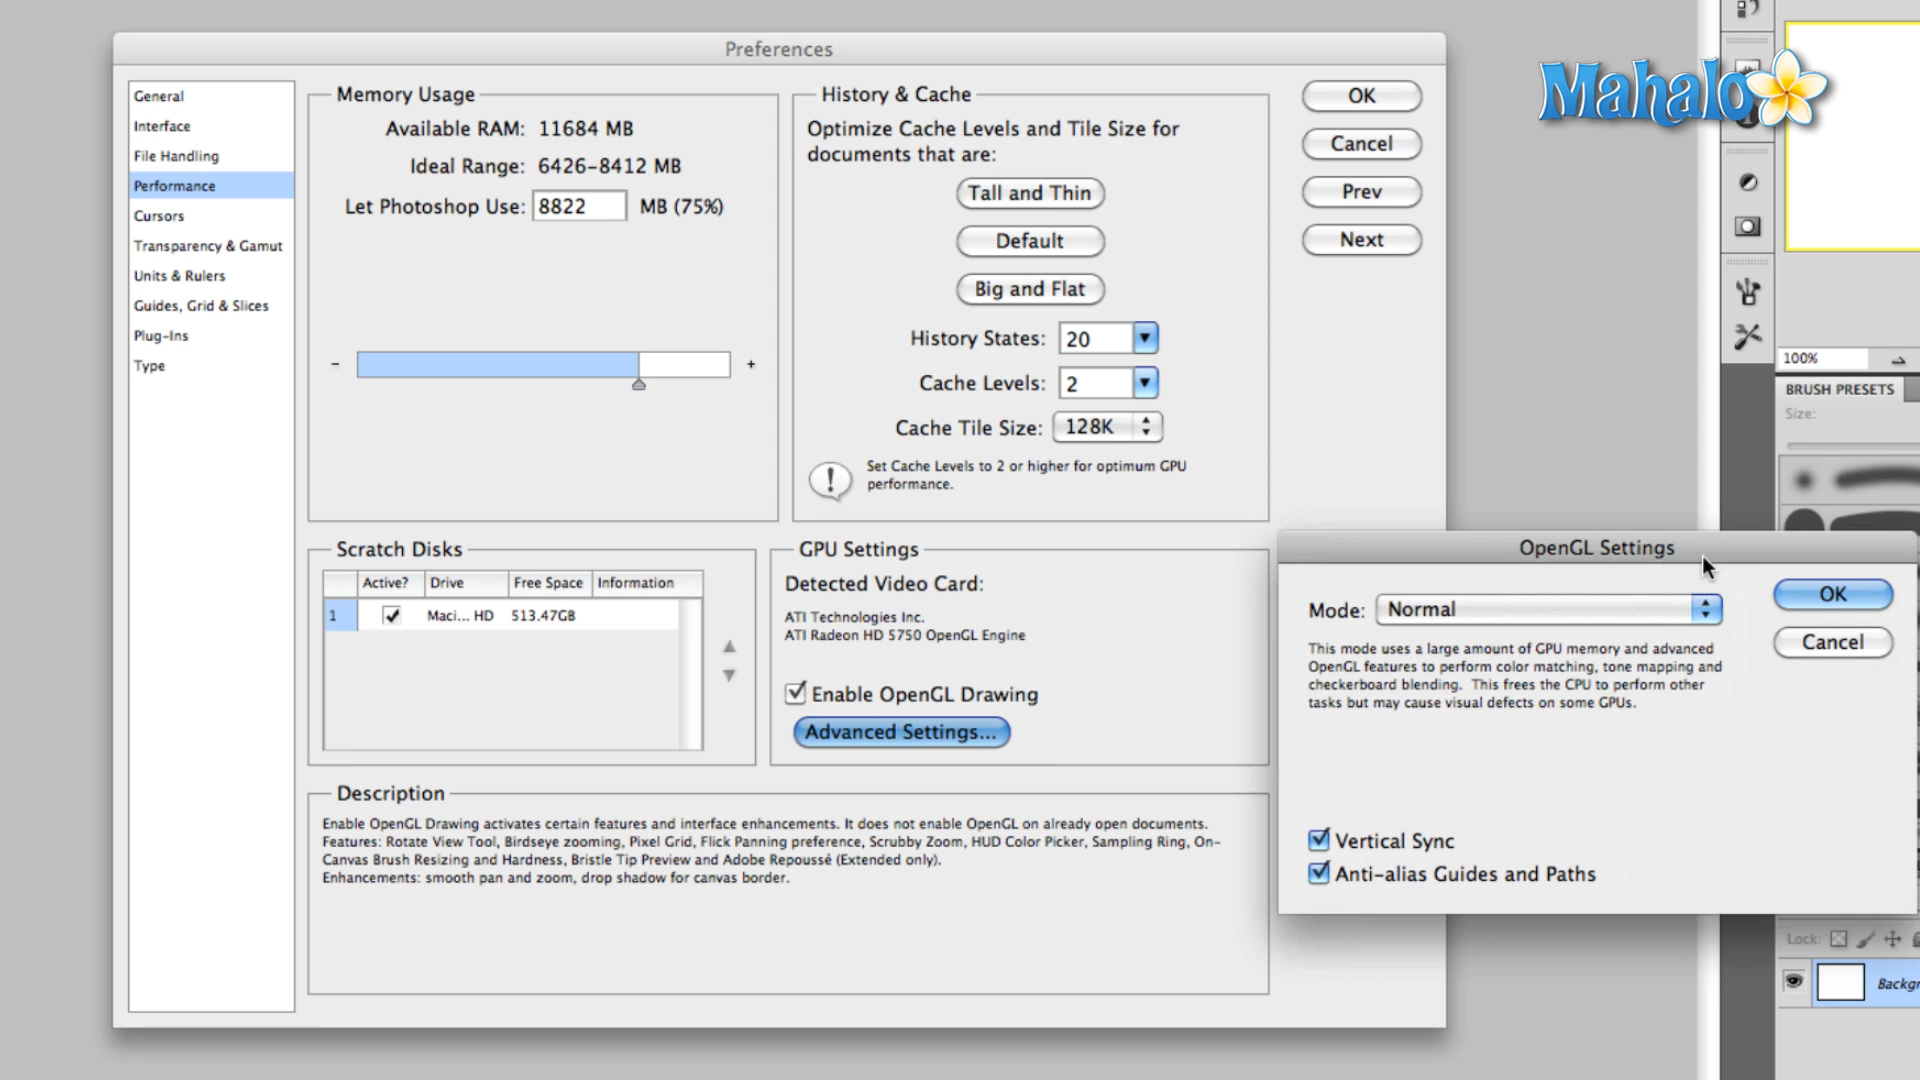 Preferences
General
Interface
File Handling
Performance
Cursors
Transparency & Gamut
Units & Rulers
Guides, Grid & Slices
Plug-Ins
Type
Memory Usage
Available RAM: 11684 MB
Ideal Range: 6426-8412 MB
Let Photoshop Use: 8822 MB (75%)
- +
History & Cache
Optimize Cache Levels and Tile Size for
documents that are:
Tall and Thin
Default
Big and Flat
History States: 20
Cache Levels: 2
Cache Tile Size: 128K
Set Cache Levels to 2 or higher for optimum GPU
performance.
OK
Cancel
Prev
Next
Mahalo
Scratch Disks
Active? Drive Free Space Information
1 Maci... HD 513.47GB
GPU Settings
Detected Video Card:
ATI Technologies Inc.
ATI Radeon HD 5750 OpenGL Engine
Enable OpenGL Drawing
Advanced Settings...
Description
Enable OpenGL Drawing activates certain features and interface enhancements. It does not enable OpenGL on already open documents.
Features: Rotate View Tool, Birdseye zooming, Pixel Grid, Flick Panning preference, Scrubby Zoom, HUD Color Picker, Sampling Ring, On-
Canvas Brush Resizing and Hardness, Bristle Tip Preview and Adobe Repoussé (Extended only).
Enhancements: smooth pan and zoom, drop shadow for canvas border.
100%
BRUSH PRESETS
Size:
OpenGL Settings
Mode: Normal
OK
Cancel
This mode uses a large amount of GPU memory and advanced
OpenGL features to perform color matching, tone mapping and
checkerboard blending. This frees the CPU to perform other
tasks but may cause visual defects on some GPUs.
Vertical Sync
Anti-alias Guides and Paths
Lock:
Backgr